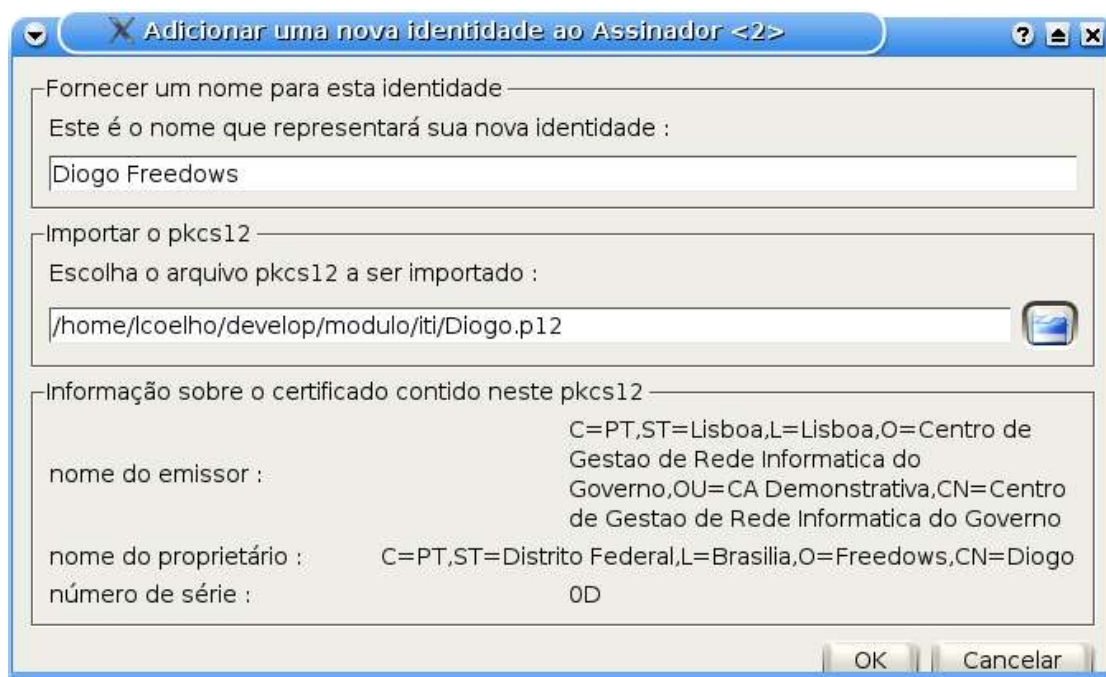 Adicionar uma nova identidade ao Assinador <2>
Fornecer um nome para esta identidade
Este é o nome que representará sua nova identidade :
Diogo Freedows
Importar o pkcs12
Escolha o arquivo pkcs12 a ser importado :
/home/lcoelho/develop/modulo/iti/Diogo.p12
Informação sobre o certificado contido neste pkcs12
nome do emissor :
C=PT,ST=Lisboa,L=Lisboa,O=Centro de
Gestao de Rede Informatica do
Governo,OU=CA Demonstrativa,CN=Centro
de Gestao de Rede Informatica do Governo
nome do proprietário : C=PT,ST=Distrito Federal,L=Brasilia,O=Freedows,CN=Diogo
número de série : 0D
OK Cancelar